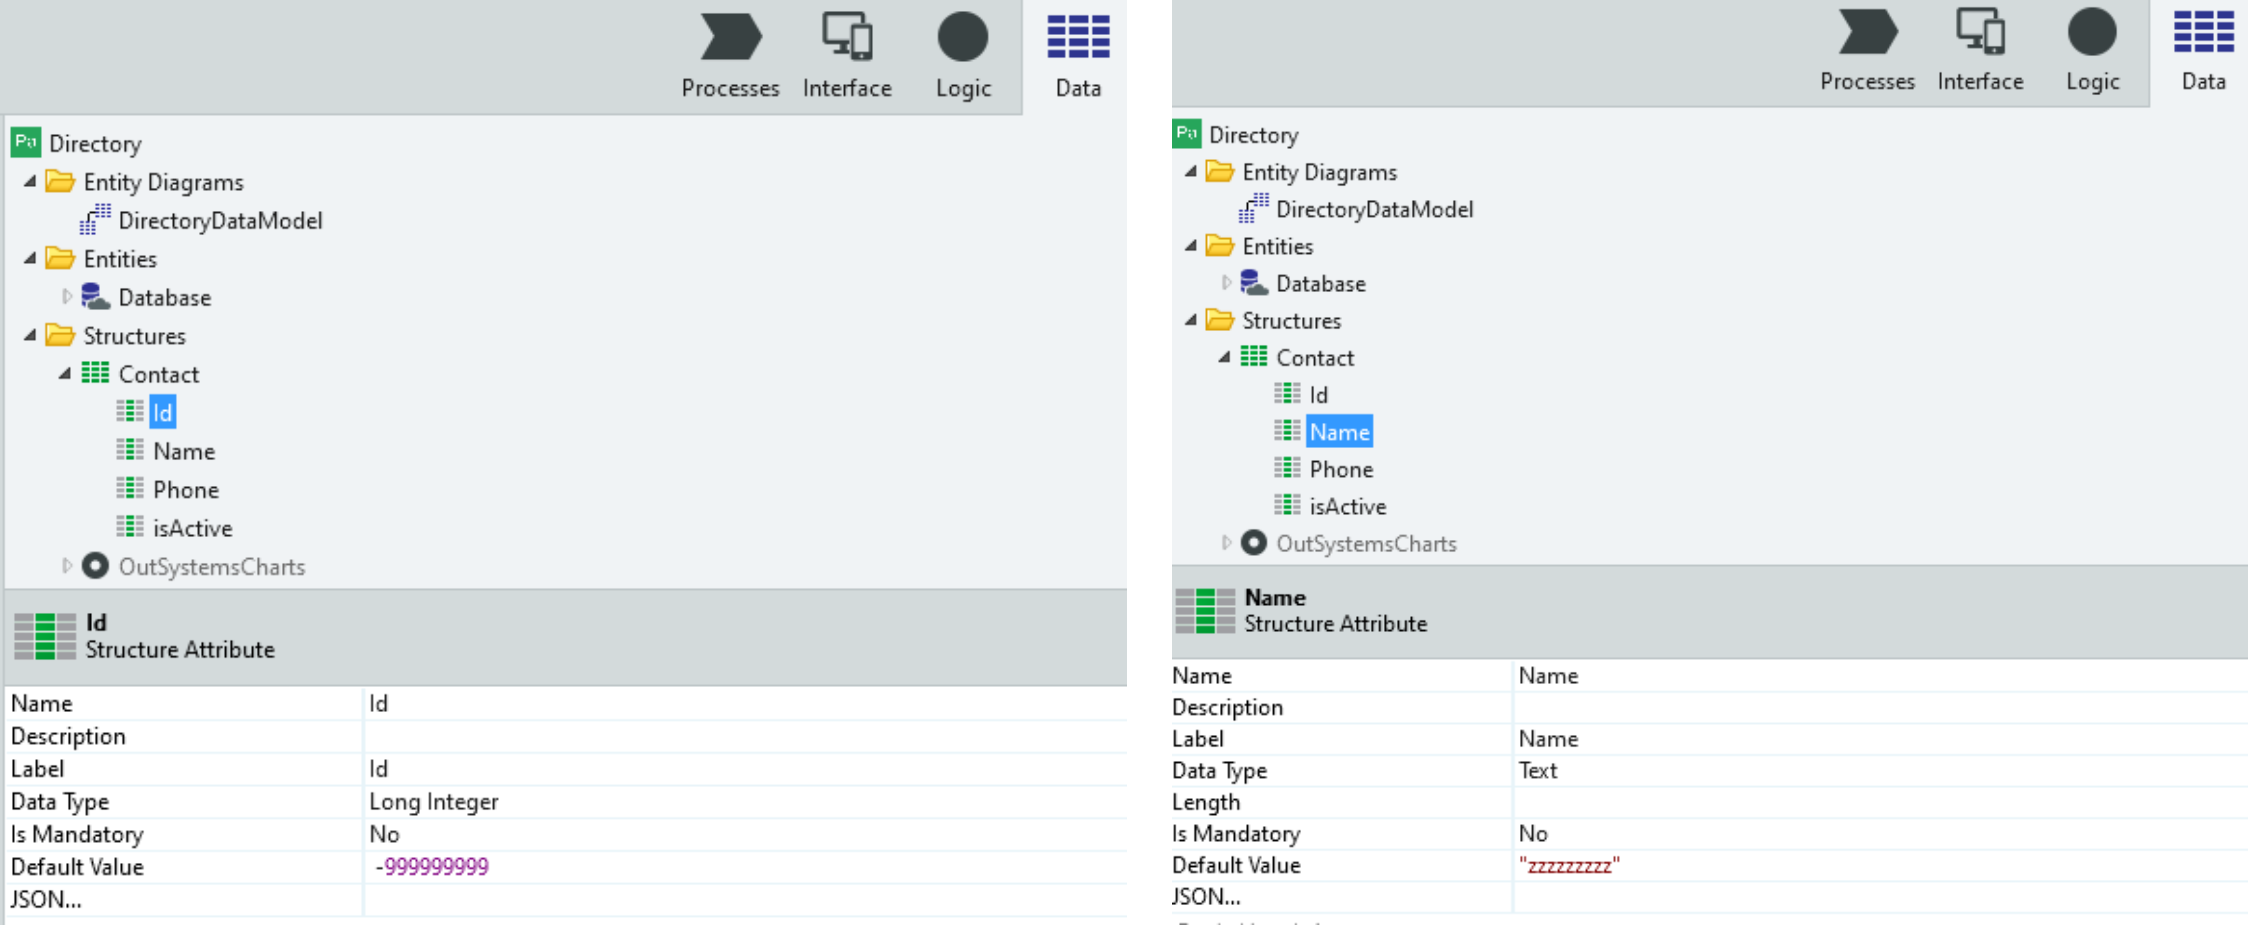 Processes Interface Logic Data
Directory
Entity Diagrams
DirectoryDataModel
Entities
Database
Structures
Contact
Id
Name
Phone
isActive
OutSystemsCharts
Id
Structure Attribute
Name Id
Description
Label Id
Data Type Long Integer
Is Mandatory No
Default Value -999999999
JSON...
Processes Interface Logic Data
Directory
Entity Diagrams
DirectoryDataModel
Entities
Database
Structures
Contact
Id
Name
Phone
isActive
OutSystemsCharts
Name
Structure Attribute
Name Name
Description
Label Name
Data Type Text
Length
Is Mandatory No
Default Value "zzzzzzzzz"
JSON...